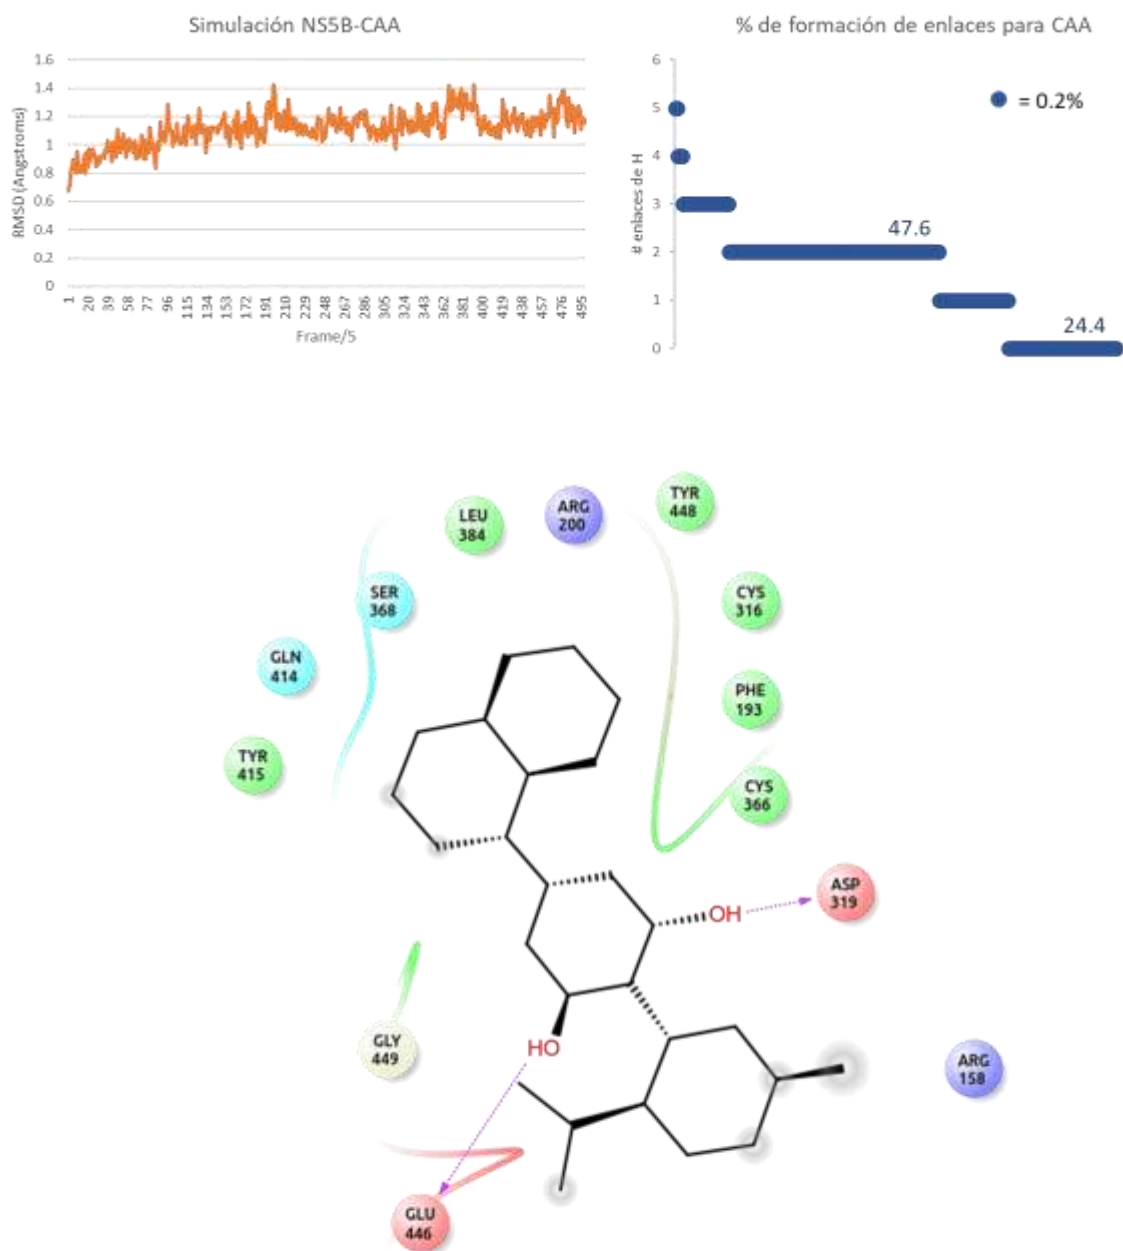 Simulación NS5B-CAA
RMSD (Angstroms)
1.6
1.4
1.2
1
0.8
0.6
0.4
0.2
0
1 20 39 58 77 96 115 134 153 172 191 210 229 248 267 286 305 324 343 362 381 400 419 438 457 476 495
Frame/5
% de formación de enlaces para CAA
# enlaces de H
6
5
4
3
2
1
0
= 0.2%
47.6
24.4
LEU
384
ARG
200
TYR
448
SER
368
CYS
316
GLN
414
PHE
193
TYR
415
CYS
366
OH
ASP
319
GLY
449
HO
ARG
158
GLU
446